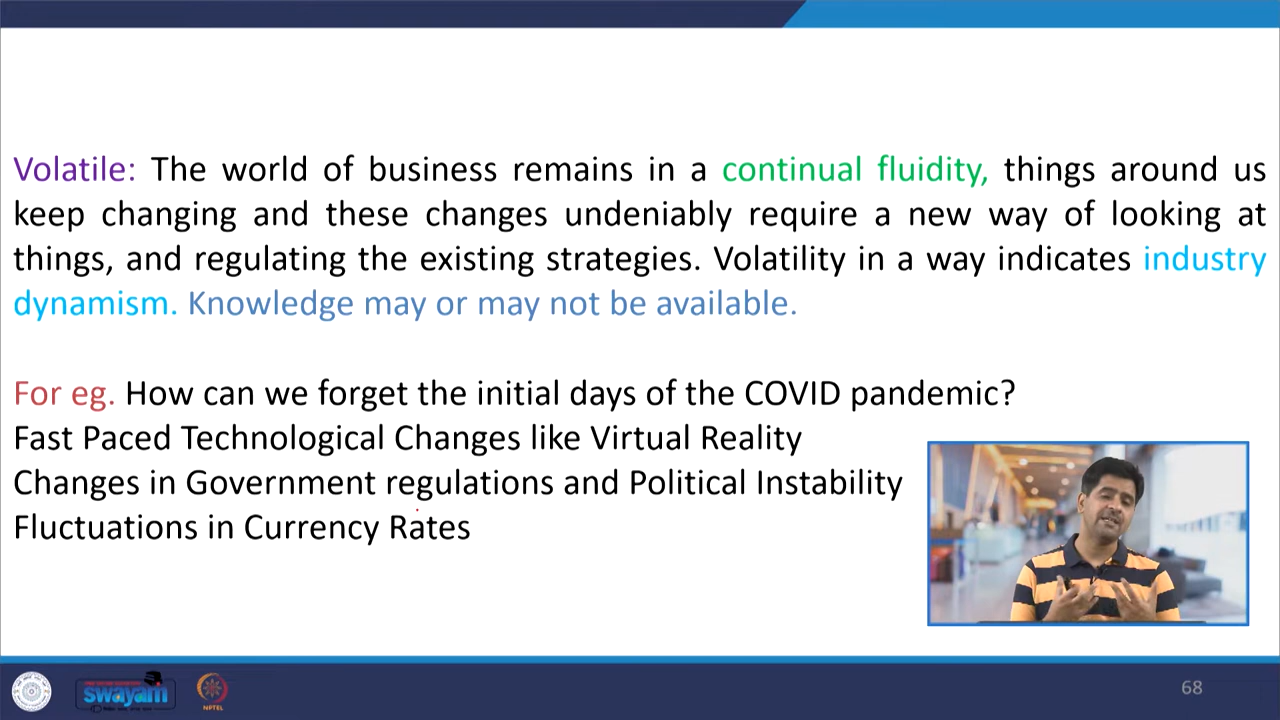 Volatile: The world of business remains in a continual fluidity, things around us
keep changing and these changes undeniably require a new way of looking at
things, and regulating the existing strategies. Volatility in a way indicates industry
dynamism. Knowledge may or may not be available.
For eg. How can we forget the initial days of the COVID pandemic?
Fast Paced Technological Changes like Virtual Reality
Changes in Government regulations and Political Instability
Fluctuations in Currency Rates
swayam
NPTEL
68